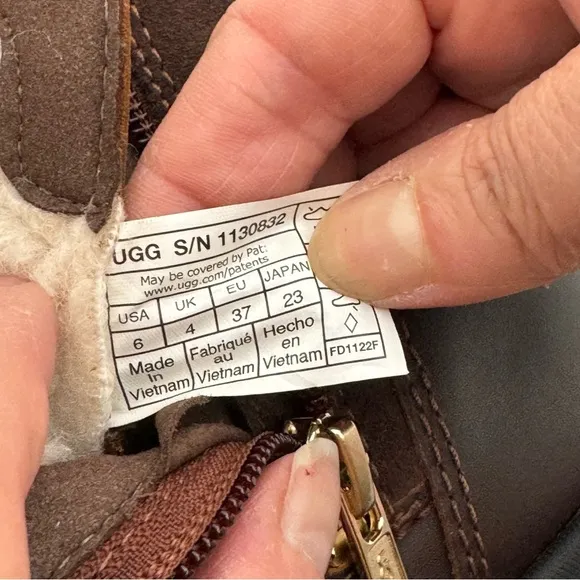 UGG S/N 1130832
May be covered by Pat:
www.ugg.com/patents
USA UK EU JAPAN
6 4 37 23
Made in Vietnam
Fabriqué au Vietnam
Hecho en Vietnam
FD1122F